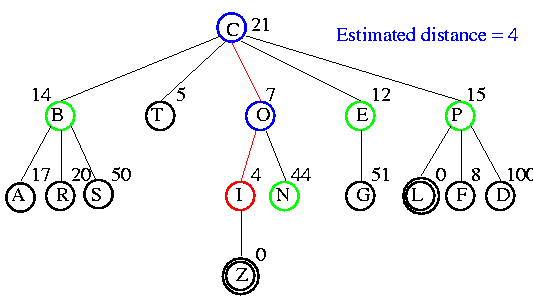 C 21
Estimated distance = 4
14 5 7 12 15
B T O E P
17 20 50 4 44 51 0 8 100
A R S I N G L F D
0
Z